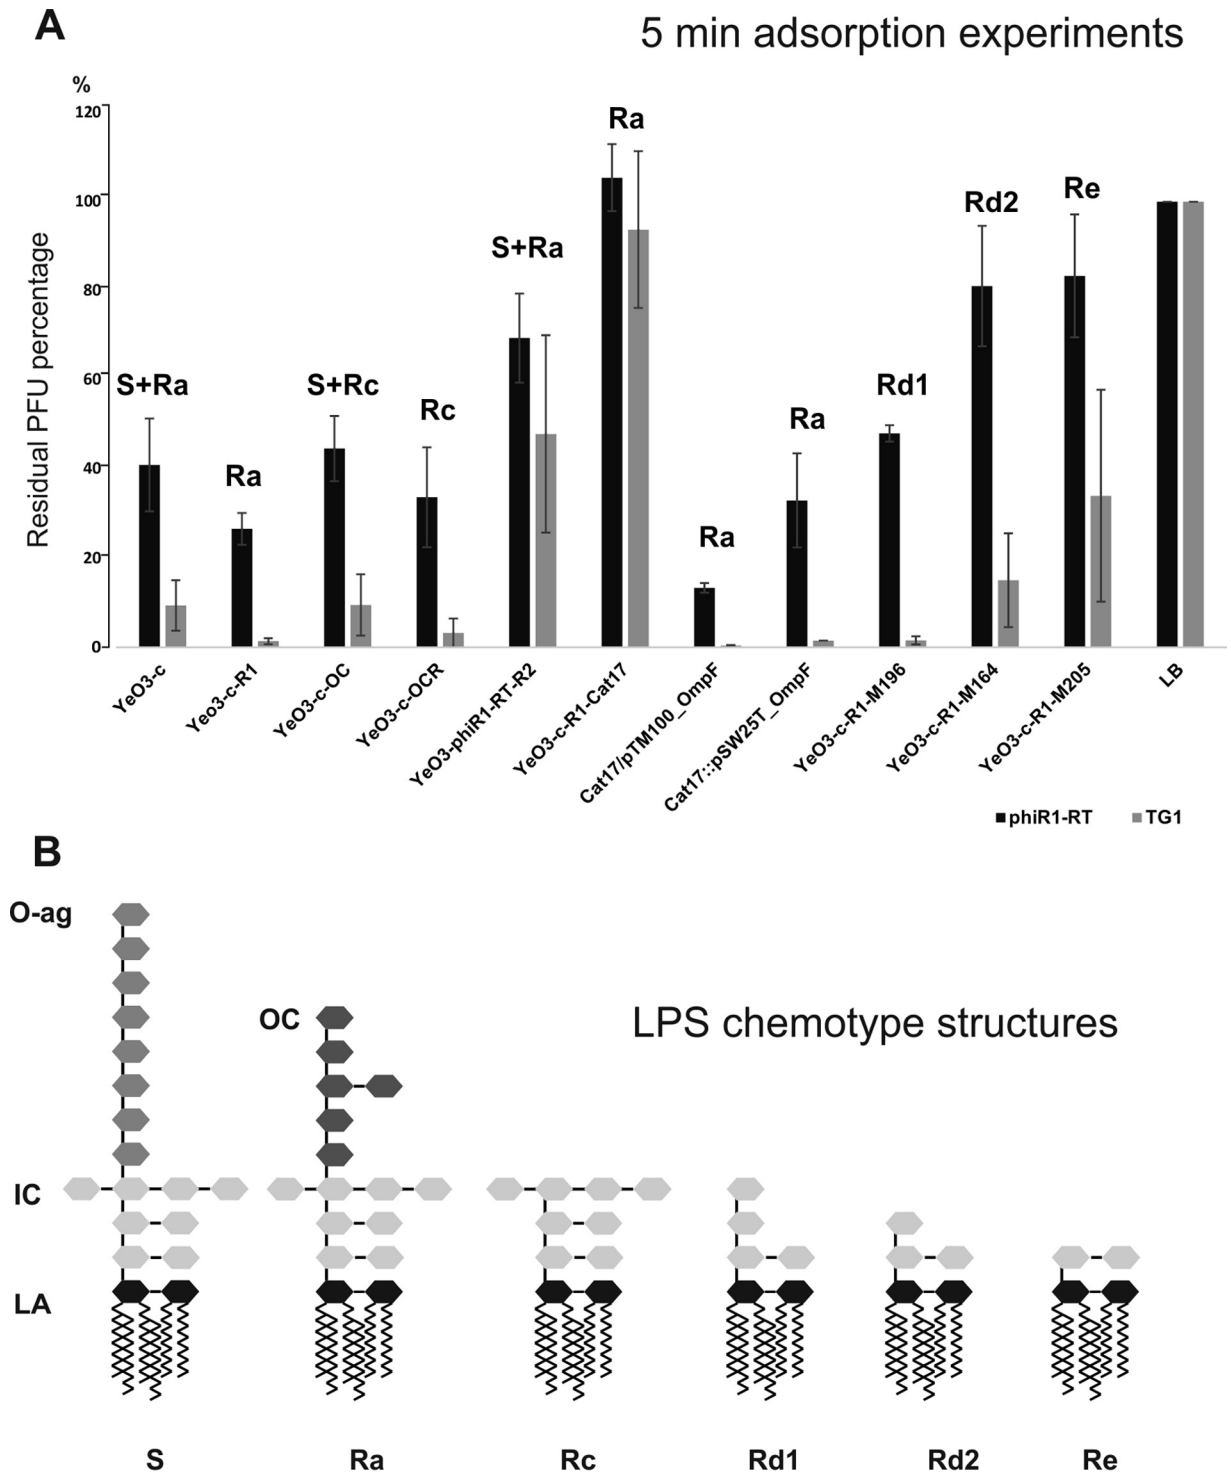 A
5 min adsorption experiments
%
Residual PFU percentage
120
100
80
60
40
20
0
S+Ra
Ra
S+Rc
Rc
S+Ra
Ra
Ra
Ra
Rd1
Rd2
Re
YeO3-c
Yeo3-c-R1
YeO3-c-OC
YeO3-c-OCR
YeO3-phiR1-RT-R2
YeO3-c-R1-Cat17
Cat17/pTM100_OmpF
Cat17::pSW25T_OmpF
YeO3-c-R1-M196
YeO3-c-R1-M164
YeO3-c-R1-M205
LB
phiR1-RT TG1
B
O-ag
OC
LPS chemotype structures
IC
LA
S Ra Rc Rd1 Rd2 Re